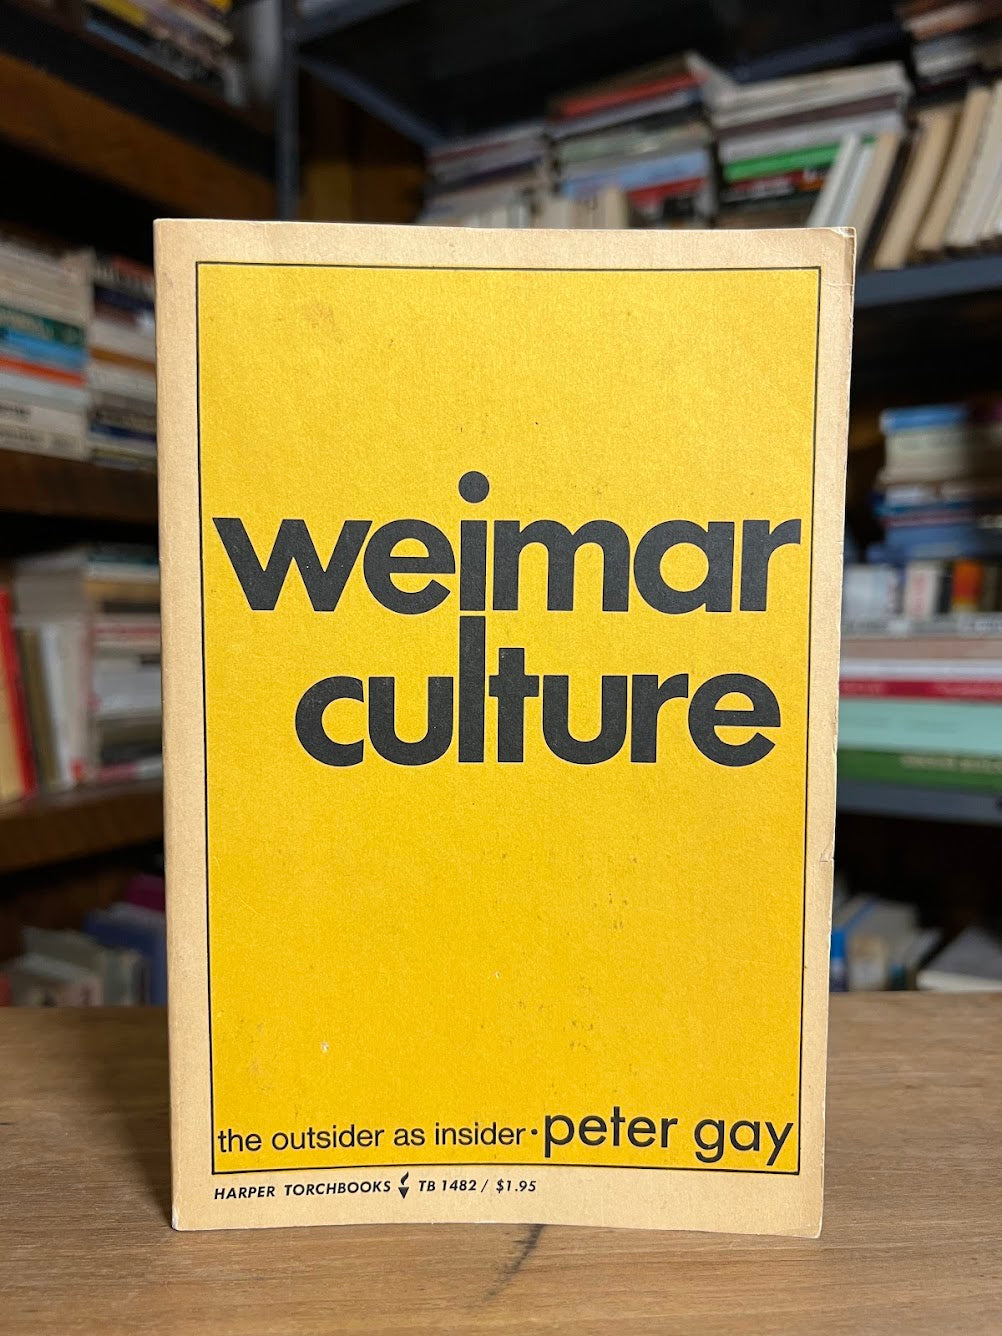 weimar
culture
the outsider as insider · peter gay
HARPER TORCHBOOKS TB 1482 / $1.95